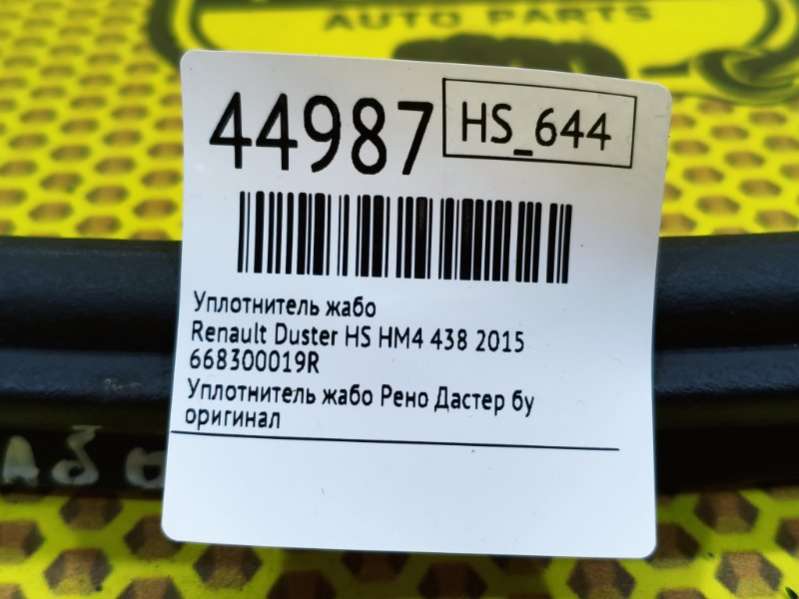 AUTO PARTS
44987
HS_644
Уплотнитель жабо
Renault Duster HS HM4 438 2015
668300019R
Уплотнитель жабо Рено Дастер бу
оригинал